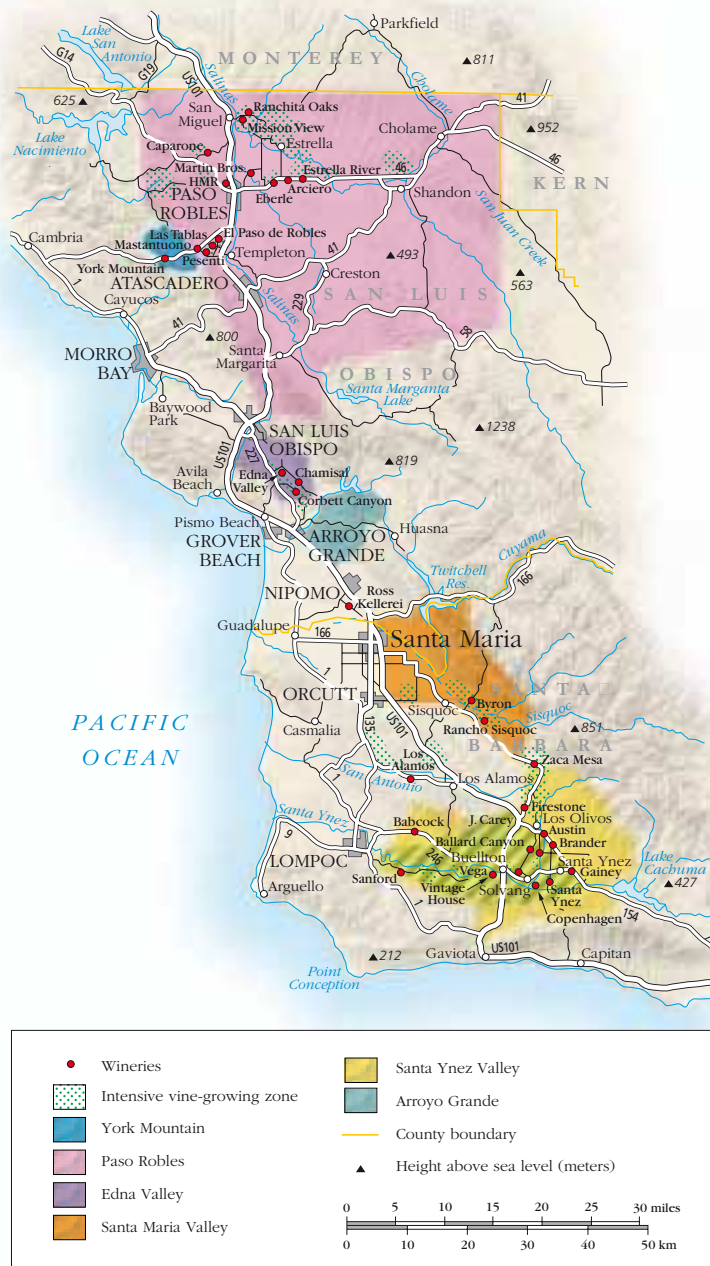 Parkfield
Lake
San
Antonio
MONTEREY
811
G14
G19
US101
Salinas
Cholame
41
625
San
Miguel
Ranchita Oaks
Mission View
Cholame
952
Lake
Nacimiento
Caparone
Estrella
46
KERN
Martin Bros.
Estrella River
46
HMR
Arciero
Eberle
Shandon
PASO
ROBLES
San Juan Creek
Las Tablas
El Paso de Robles
Cambria
Mastantuono
Pesenti
Templeton
41
493
York Mountain
Creston
563
ATASCADERO
SAN LUIS
1
Cayucos
Salinas
229
41
800
58
MORRO
BAY
Santa
Margarita
OBISPO
Santa Marganta
Lake
Baywood
Park
1238
SAN LUIS
OBISPO
US101
227
819
Avila
Beach
Edna
Valley
Chamisal
Corbett Canyon
Pismo Beach
Huasna
GROVER
BEACH
ARROYO
GRANDE
Cuyama
Twitchell
Res.
166
NIPOMO
Ross
Kellerei
Guadalupe
166
Santa Maria
1
SANTA
ORCUTT
Byron
Sisquoc
Sisquoc
PACIFIC
OCEAN
Casmalia
135
US101
Rancho Sisquoc
851
BARBARA
Los
Alamos
Zaca Mesa
1
San Antonio
Los Alamos
Firestone
Santa Ynez
J. Carey
Los Olivos
Babcock
Austin
9
Ballard Canyon
Brander
LOMPOC
246
Buellton
Santa Ynez
Lake
Cachuma
Sanford
Vega
Gainey
427
Arguello
1
Vintage
House
Solvang
Santa
Ynez
Copenhagen
154
212
Gaviota
US101
Capitan
Point
Conception
Wineries
Intensive vine-growing zone
York Mountain
Paso Robles
Edna Valley
Santa Maria Valley
Santa Ynez Valley
Arroyo Grande
County boundary
Height above sea level (meters)
0 5 10 15 20 25 30 miles
0 10 20 30 40 50 km